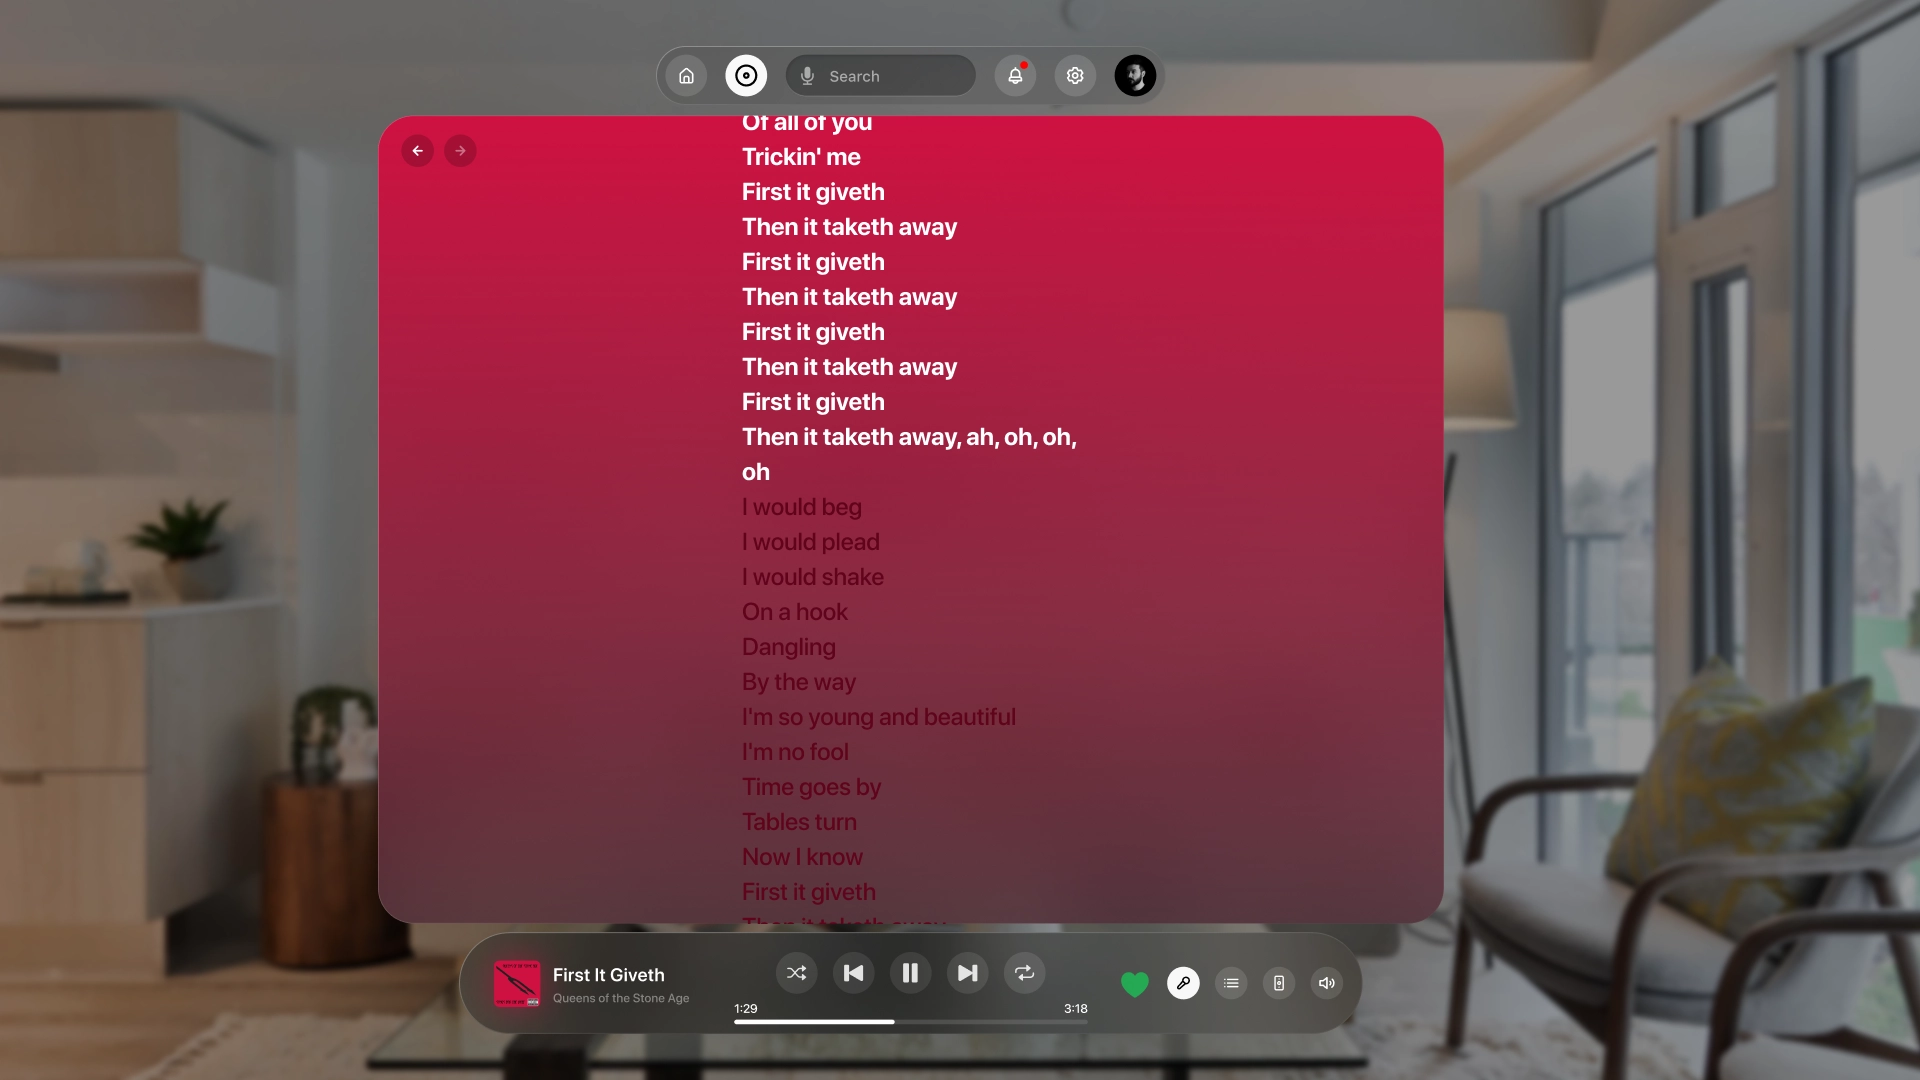 Search
Of all of you
Trickin' me
First it giveth
Then it taketh away
First it giveth
Then it taketh away
First it giveth
Then it taketh away
First it giveth
Then it taketh away, ah, oh, oh,
oh
I would beg
I would plead
I would shake
On a hook
Dangling
By the way
I'm so young and beautiful
I'm no fool
Time goes by
Tables turn
Now I know
First it giveth
Then it taketh away
First It Giveth
Queens of the Stone Age
1:29
3:18